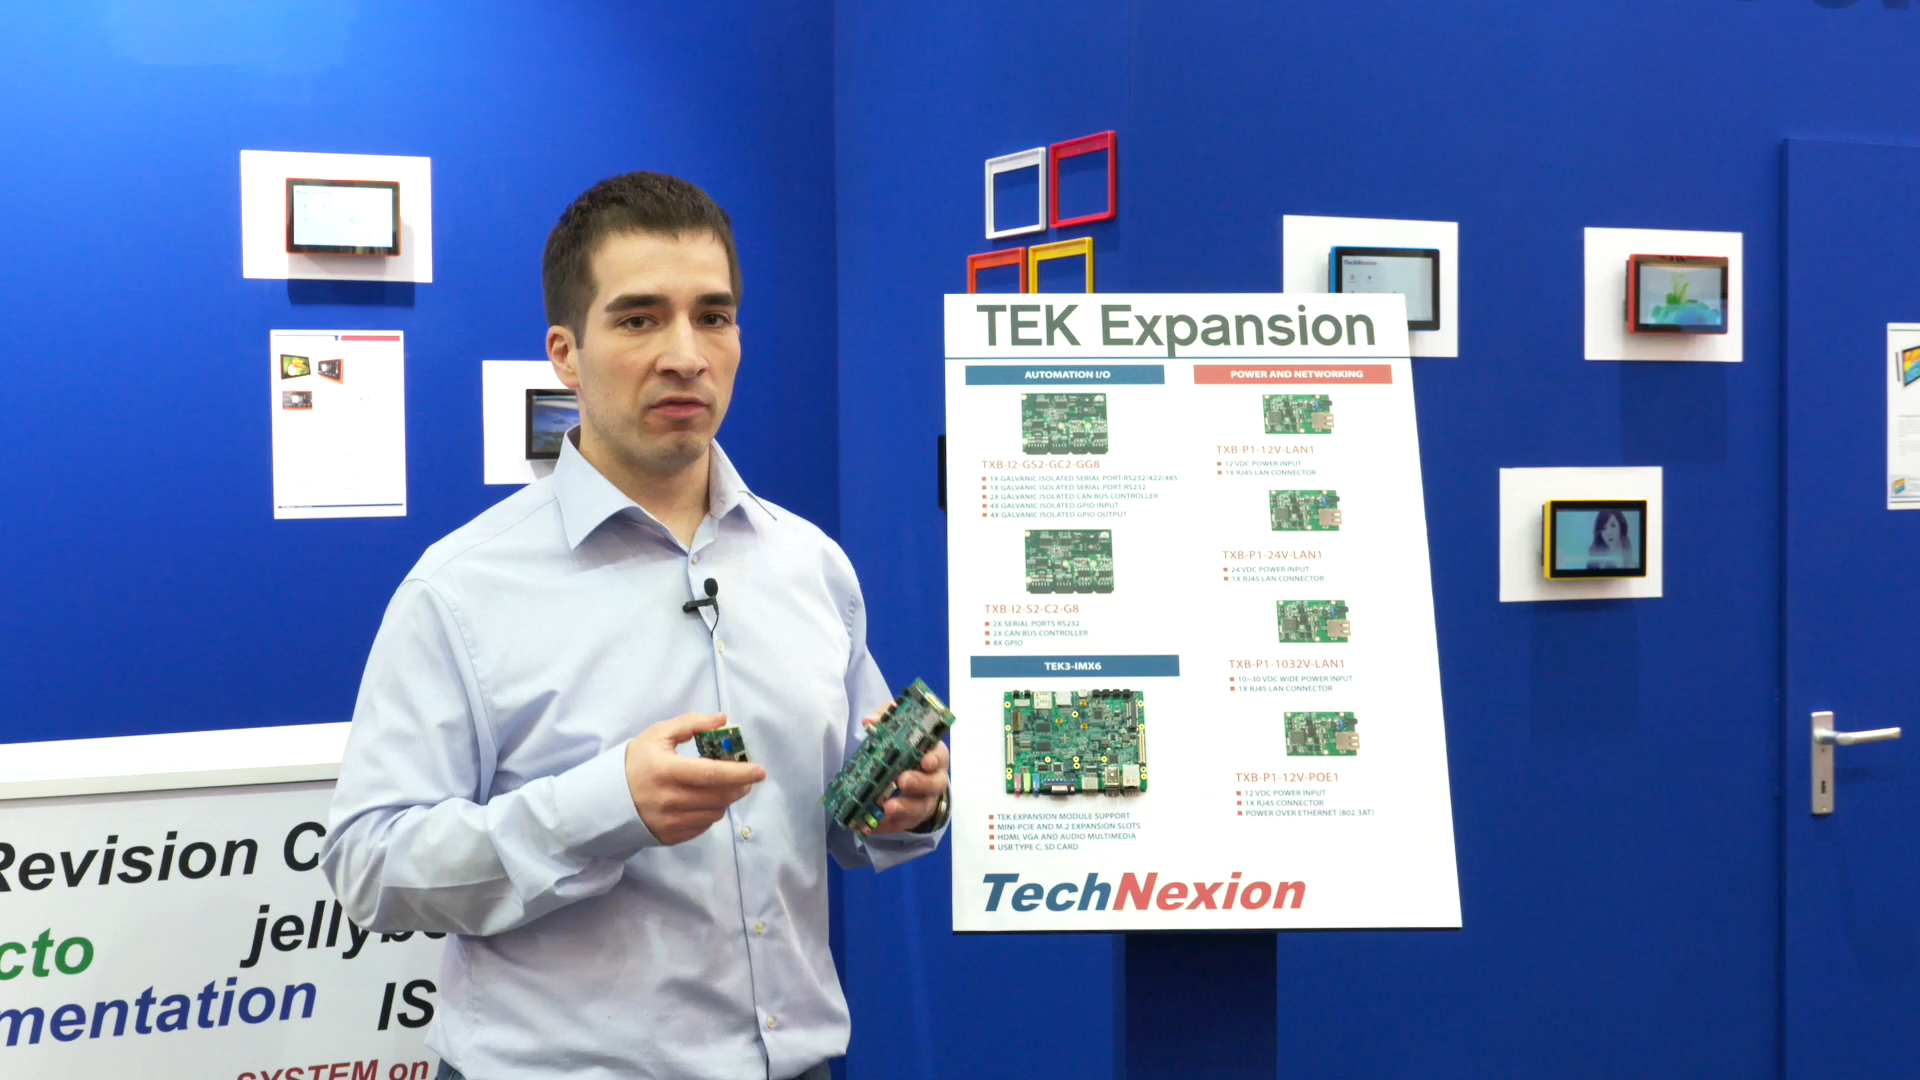 TEK Expansion
AUTOMATION I/O
TXB-I2-GS2-GC2-GG8
1X GALVANIC ISOLATED SERIAL PORT RS232/422/485
1X GALVANIC ISOLATED SERIAL PORT RS232
2X GALVANIC ISOLATED CAN BUS CONTROLLER
4X GALVANIC ISOLATED GPIO INPUT
4X GALVANIC ISOLATED GPIO OUTPUT
TXB-I2-S2-C2-G8
2X SERIAL PORTS RS232
2X CAN BUS CONTROLLER
8X GPIO
TEK3-IMX6
TEK EXPANSION MODULE SUPPORT
MINI-PCIE AND M.2 EXPANSION SLOTS
HDMI, VGA AND AUDIO MULTIMEDIA
USB TYPE C, SD CARD
POWER AND NETWORKING
TXB-P1-12V-LAN1
12 VDC POWER INPUT
1X RJ45 LAN CONNECTOR
TXB-P1-24V-LAN1
24 VDC POWER INPUT
1X RJ45 LAN CONNECTOR
TXB-P1-1032V-LAN1
10~30 VDC WIDE POWER INPUT
1X RJ45 LAN CONNECTOR
TXB-P1-12V-POE1
12 VDC POWER INPUT
1X RJ45 CONNECTOR
POWER OVER ETHERNET (802.3AT)
TechNexion
TechNexion
Revision C
cto
jellyb
mentation
IS
SYSTEM on